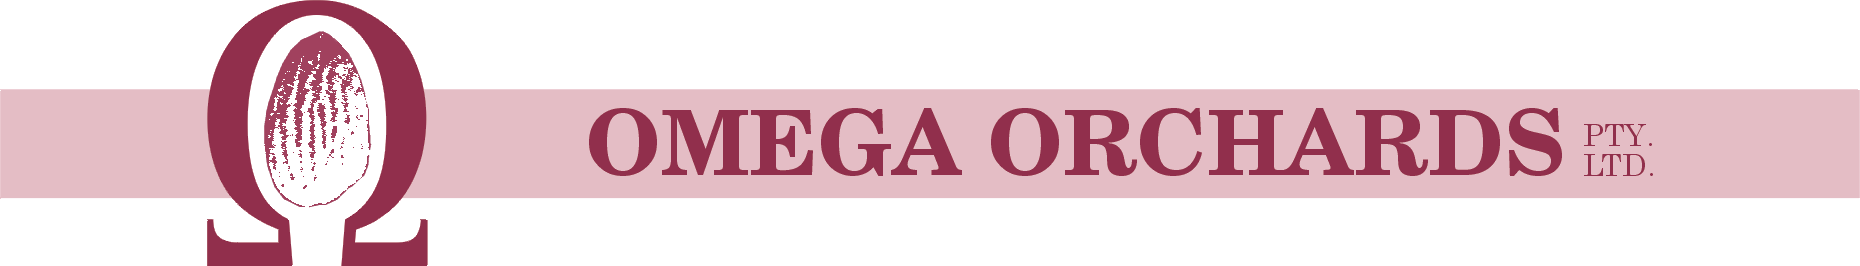 Ω
OMEGA ORCHARDS PTY.
LTD.